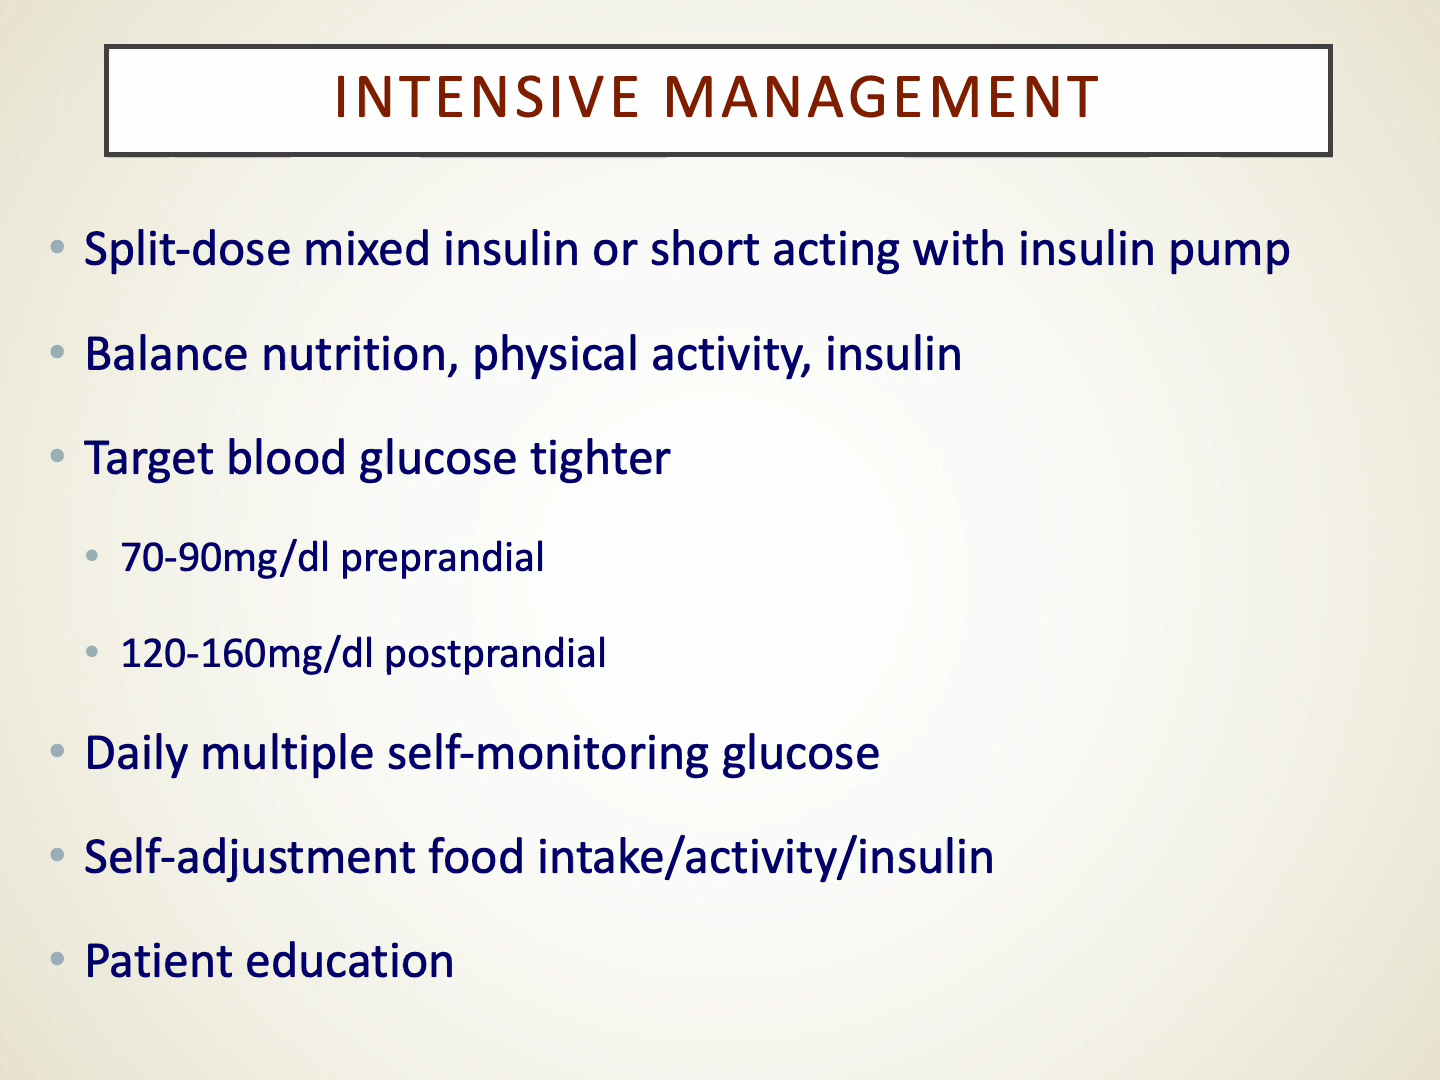 INTENSIVE MANAGEMENT
• Split-dose mixed insulin or short acting with insulin pump
• Balance nutrition, physical activity, insulin
• Target blood glucose tighter
• 70-90mg/dl preprandial
• 120-160mg/dl postprandial
• Daily multiple self-monitoring glucose
• Self-adjustment food intake/activity/insulin
• Patient education